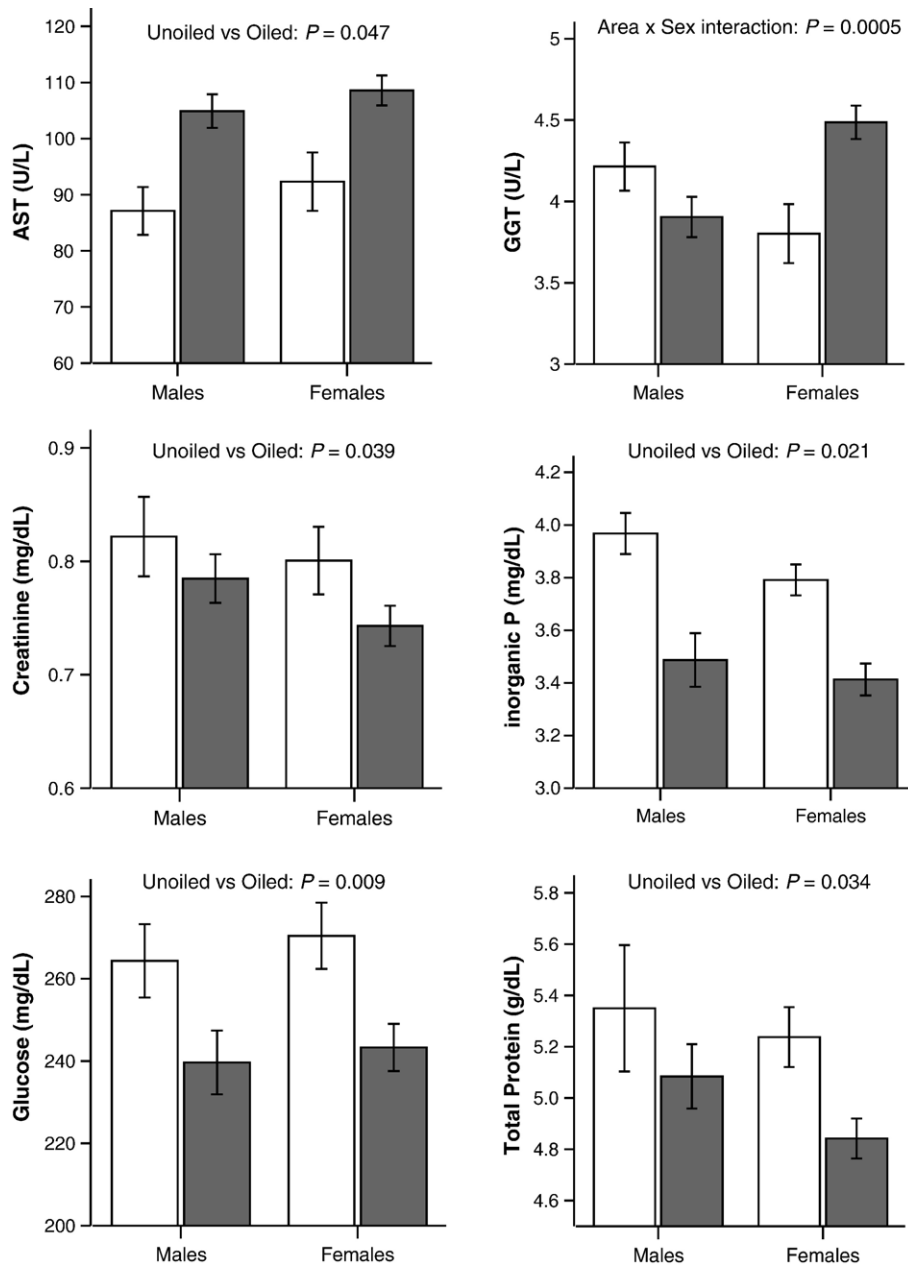 Unoiled vs Oiled: P = 0.047
AST (U/L)
120
110
100
90
80
70
60
Males
Females
Area x Sex interaction: P = 0.0005
GGT (U/L)
5
4.5
4
3.5
3
Males
Females
Unoiled vs Oiled: P = 0.039
Creatinine (mg/dL)
0.9
0.8
0.7
0.6
Males
Females
Unoiled vs Oiled: P = 0.021
inorganic P (mg/dL)
4.2
4.0
3.8
3.6
3.4
3.2
3.0
Males
Females
Unoiled vs Oiled: P = 0.009
Glucose (mg/dL)
280
260
240
220
200
Males
Females
Unoiled vs Oiled: P = 0.034
Total Protein (g/dL)
5.8
5.6
5.4
5.2
5.0
4.8
4.6
Males
Females